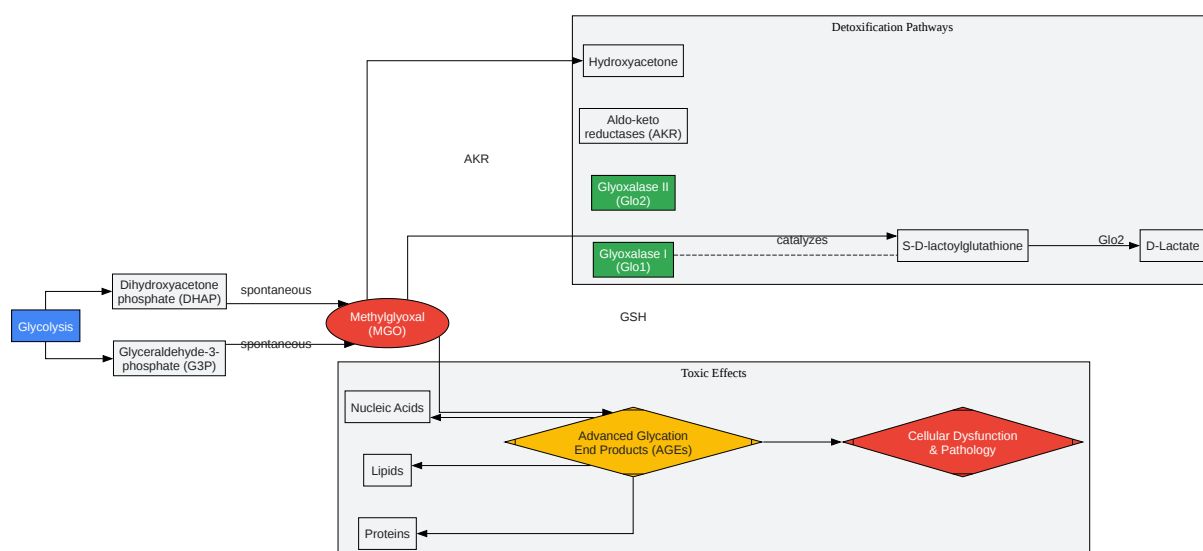 Detoxification Pathways
Hydroxyacetone
Aldo-keto
reductases (AKR)
AKR
Glyoxalase II
(Glo2)
Glyoxalase I
(Glo1)
catalyzes
S-D-lactoylglutathione
Glo2
D-Lactate
Glycolysis
Dihydroxyacetone
phosphate (DHAP)
spontaneous
Glyceraldehyde-3-
phosphate (G3P)
spontaneous
Methylglyoxal
(MGO)
GSH
Toxic Effects
Nucleic Acids
Lipids
Proteins
Advanced Glycation
End Products (AGEs)
Cellular Dysfunction
& Pathology